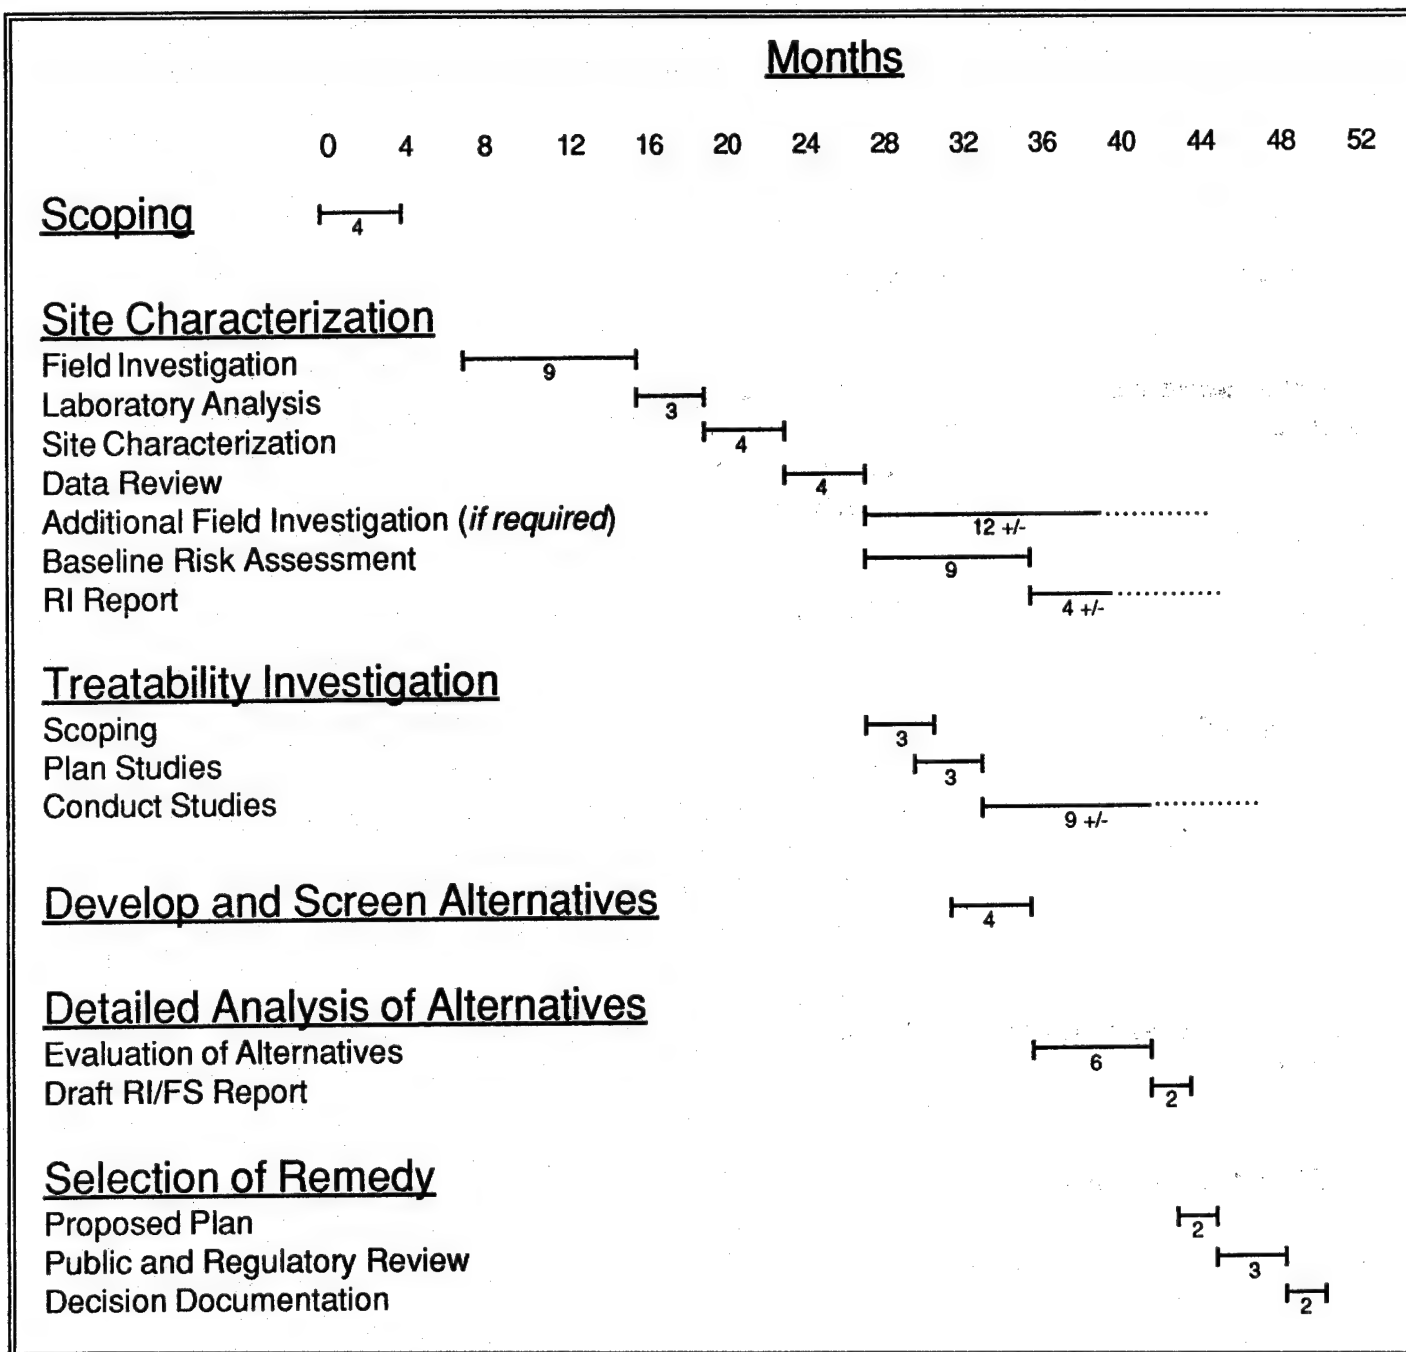 Months
0 4 8 12 16 20 24 28 32 36 40 44 48 52
Scoping
4
Site Characterization
Field Investigation
9
Laboratory Analysis
3
Site Characterization
4
Data Review
4
Additional Field Investigation (if required)
12 +/-
Baseline Risk Assessment
9
RI Report
4 +/-
Treatability Investigation
Scoping
3
Plan Studies
3
Conduct Studies
9 +/-
Develop and Screen Alternatives
4
Detailed Analysis of Alternatives
Evaluation of Alternatives
6
Draft RI/FS Report
2
Selection of Remedy
Proposed Plan
2
Public and Regulatory Review
3
Decision Documentation
2